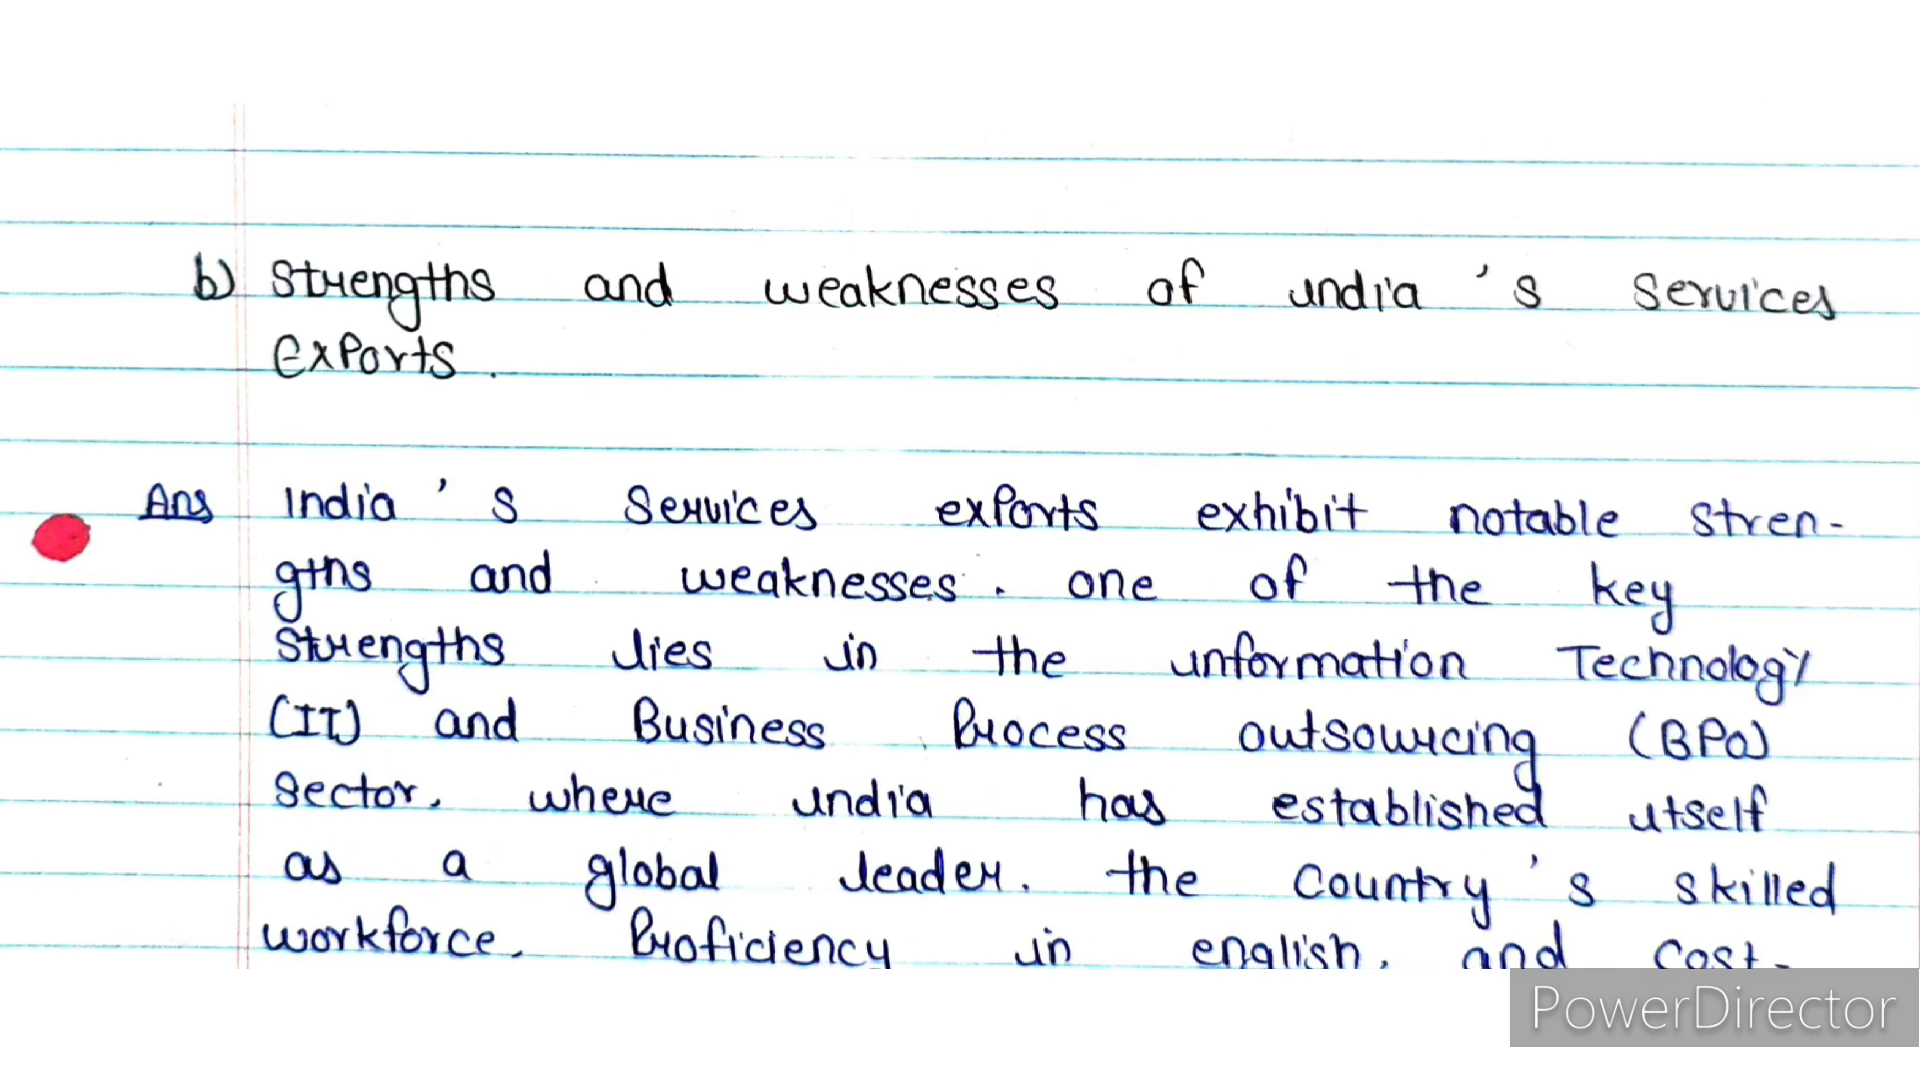 b) Strengths and weaknesses of india's services
Exports.
Ans India's Services exports exhibit notable stren-
gths and weaknesses. one of the key
Strengths lies in the information Technology
(IT) and Business Process outsourcing (BPO)
Sector, where india has established itself
as a global leader. the country's skilled
workforce, Proficiency in english, and cost-
PowerDirector